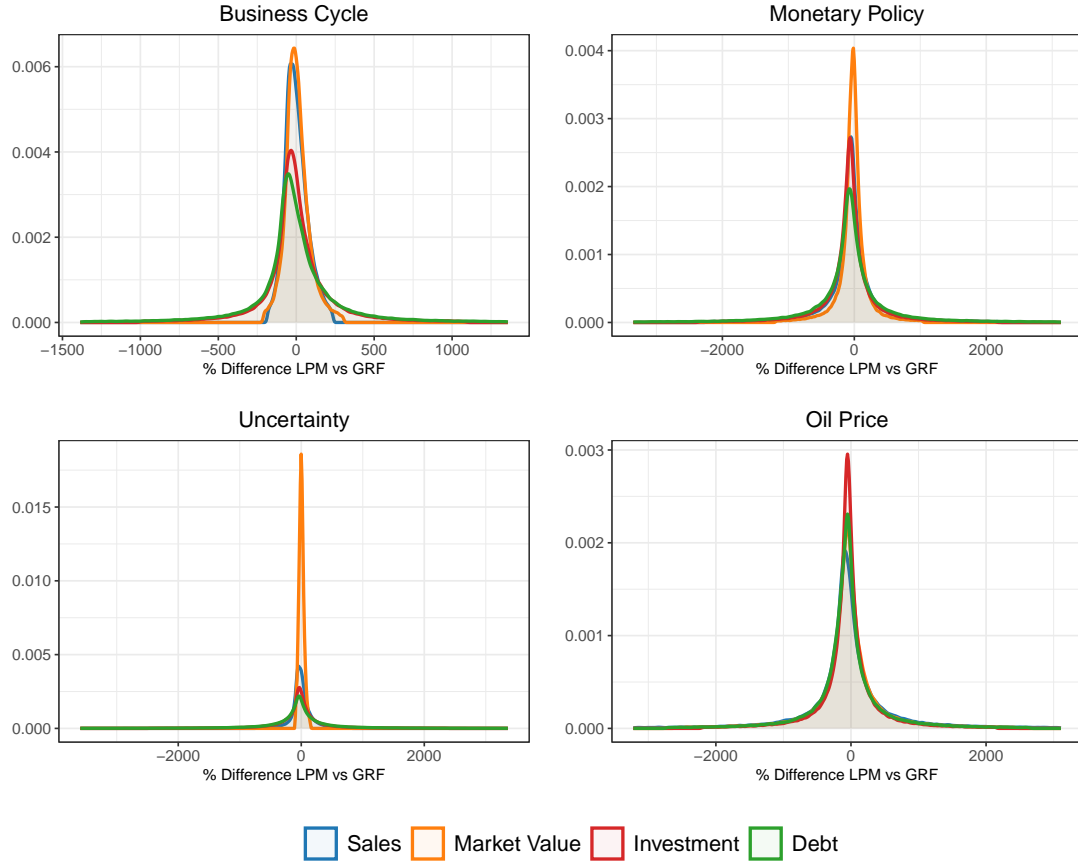 Business Cycle
0.006
0.004
0.002
0.000
−1500 −1000 −500 0 500 1000
% Difference LPM vs GRF
Monetary Policy
0.004
0.003
0.002
0.001
0.000
−2000 0 2000
% Difference LPM vs GRF
Uncertainty
0.015
0.010
0.005
0.000
−2000 0 2000
% Difference LPM vs GRF
Oil Price
0.003
0.002
0.001
0.000
−2000 0 2000
% Difference LPM vs GRF
Sales Market Value Investment Debt